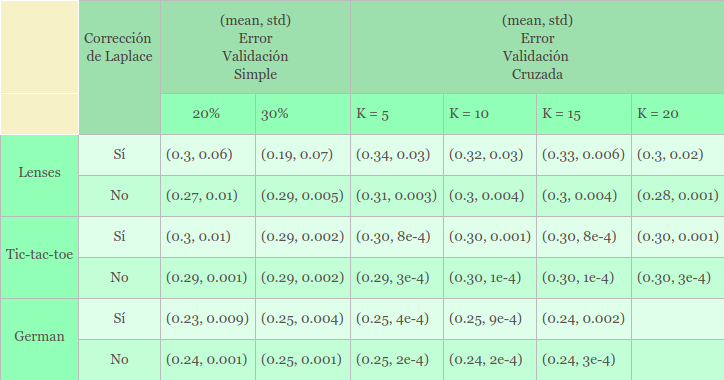 Corrección de Laplace
(mean, std)
Error
Validación
Simple
(mean, std)
Error
Validación
Cruzada
20% 30% K = 5 K = 10 K = 15 K = 20
Lenses
Sí (0.3, 0.06) (0.19, 0.07) (0.34, 0.03) (0.32, 0.03) (0.33, 0.006) (0.3, 0.02)
No (0.27, 0.01) (0.29, 0.005) (0.31, 0.003) (0.3, 0.004) (0.3, 0.004) (0.28, 0.001)
Tic-tac-toe
Sí (0.3, 0.01) (0.29, 0.002) (0.30, 8e-4) (0.30, 0.001) (0.30, 8e-4) (0.30, 0.001)
No (0.29, 0.001) (0.29, 0.002) (0.29, 3e-4) (0.30, 1e-4) (0.30, 1e-4) (0.30, 3e-4)
German
Sí (0.23, 0.009) (0.25, 0.004) (0.25, 4e-4) (0.25, 9e-4) (0.24, 0.002)
No (0.24, 0.001) (0.25, 0.001) (0.25, 2e-4) (0.24, 2e-4) (0.24, 3e-4)